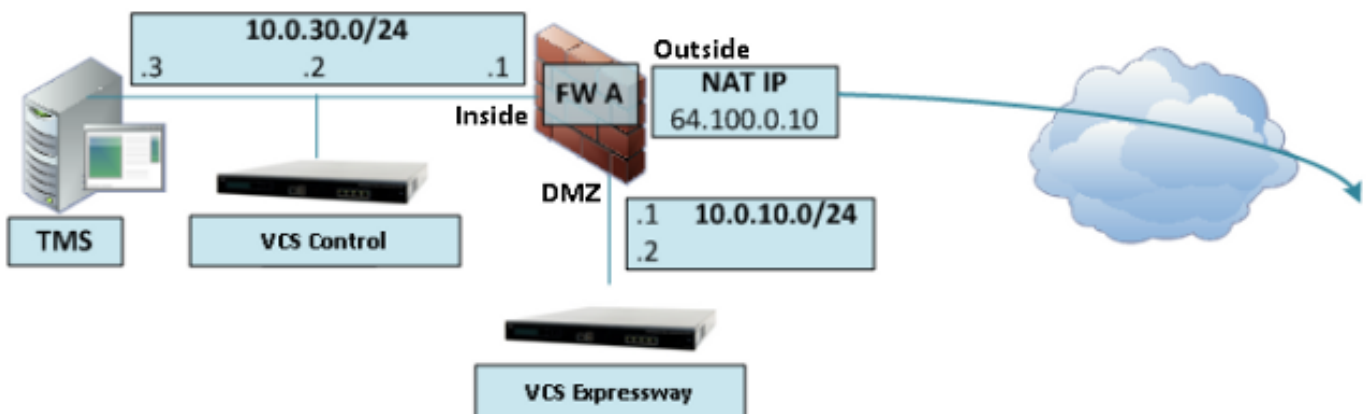 10.0.30.0/24
.3 .2 .1
Outside
NAT IP
64.100.0.10
FW A
Inside
DMZ
.1 10.0.10.0/24
.2
TMS
VCS Control
VCS Expressway